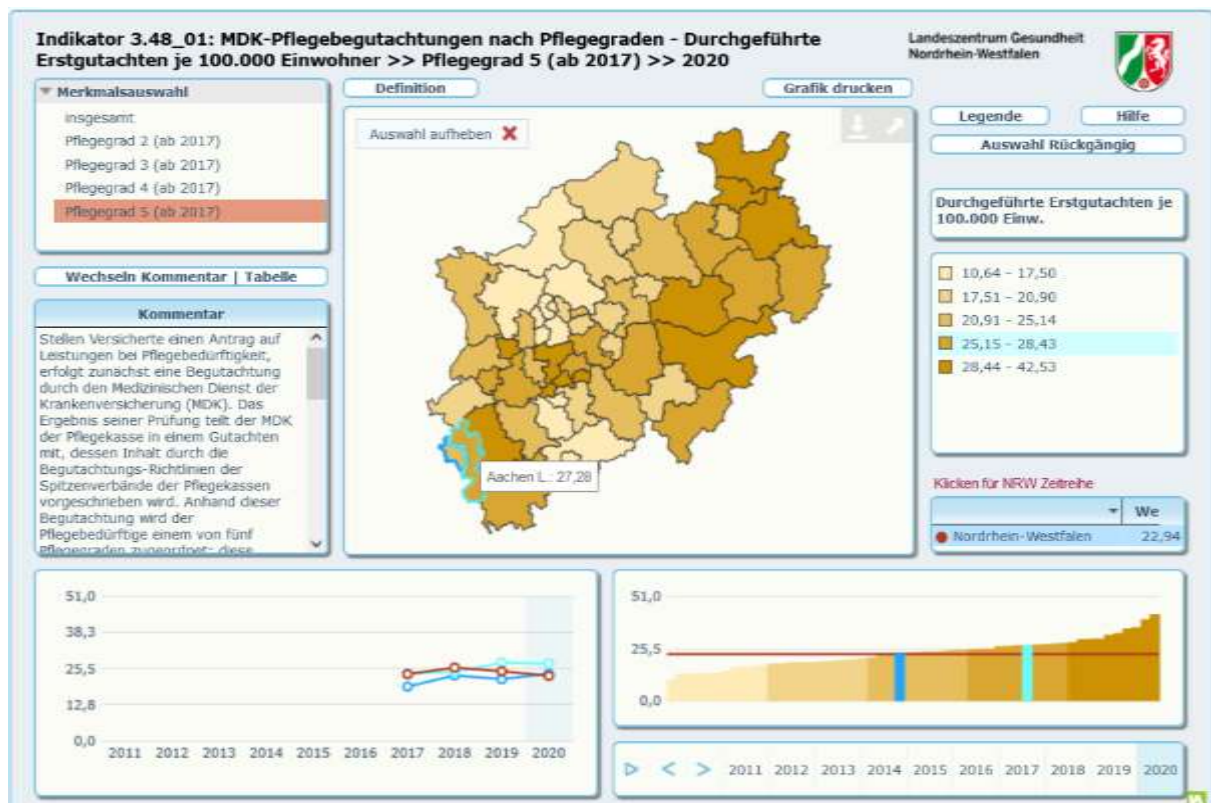 Indikator 3.48_01: MDK-Pflegebegutachtungen nach Pflegegraden - Durchgeführte
Erstgutachten je 100.000 Einwohner >> Pflegegrad 5 (ab 2017) >> 2020
Landeszentrum Gesundheit
Nordrhein-Westfalen
Merkmalsauswahl
insgesamt
Pflegegrad 2 (ab 2017)
Pflegegrad 3 (ab 2017)
Pflegegrad 4 (ab 2017)
Pflegegrad 5 (ab 2017)
Wechseln Kommentar | Tabelle
Kommentar
Stellen Versicherte einen Antrag auf
Leistungen bei Pflegebedürftigkeit,
erfolgt zunächst eine Begutachtung
durch den Medizinischen Dienst der
Krankenversicherung (MDK). Das
Ergebnis seiner Prüfung teilt der MDK
der Pflegekasse in einem Gutachten
mit, dessen Inhalt durch die
Begutachtungs-Richtlinien der
Spitzenverbände der Pflegekassen
vorgeschrieben wird. Anhand dieser
Begutachtung wird der
Pflegebedürftige einem von fünf
Pflegegraden zugeordnet; diese
Definition
Grafik drucken
Auswahl aufheben
Aachen L.: 27,28
Legende
Hilfe
Auswahl Rückgängig
Durchgeführte Erstgutachten je
100.000 Einw.
10,64 - 17,50
17,51 - 20,90
20,91 - 25,14
25,15 - 28,43
28,44 - 42,53
Klicken für NRW Zeitreihe
We
Nordrhein-Westfalen 22,94
51,0
38,3
25,5
12,8
0,0
2011 2012 2013 2014 2015 2016 2017 2018 2019 2020
51,0
25,5
0,0
2011 2012 2013 2014 2015 2016 2017 2018 2019 2020